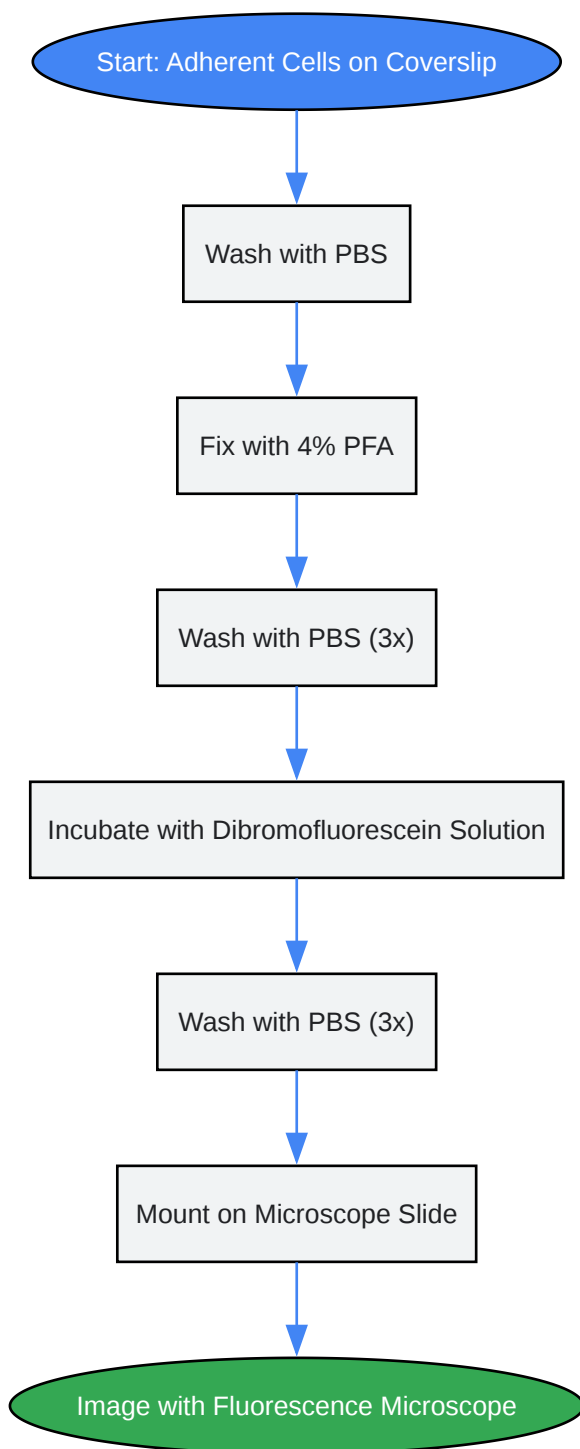 Start: Adherent Cells on Coverslip
Wash with PBS
Fix with 4% PFA
Wash with PBS (3x)
Incubate with Dibromofluorescein Solution
Wash with PBS (3x)
Mount on Microscope Slide
Image with Fluorescence Microscope